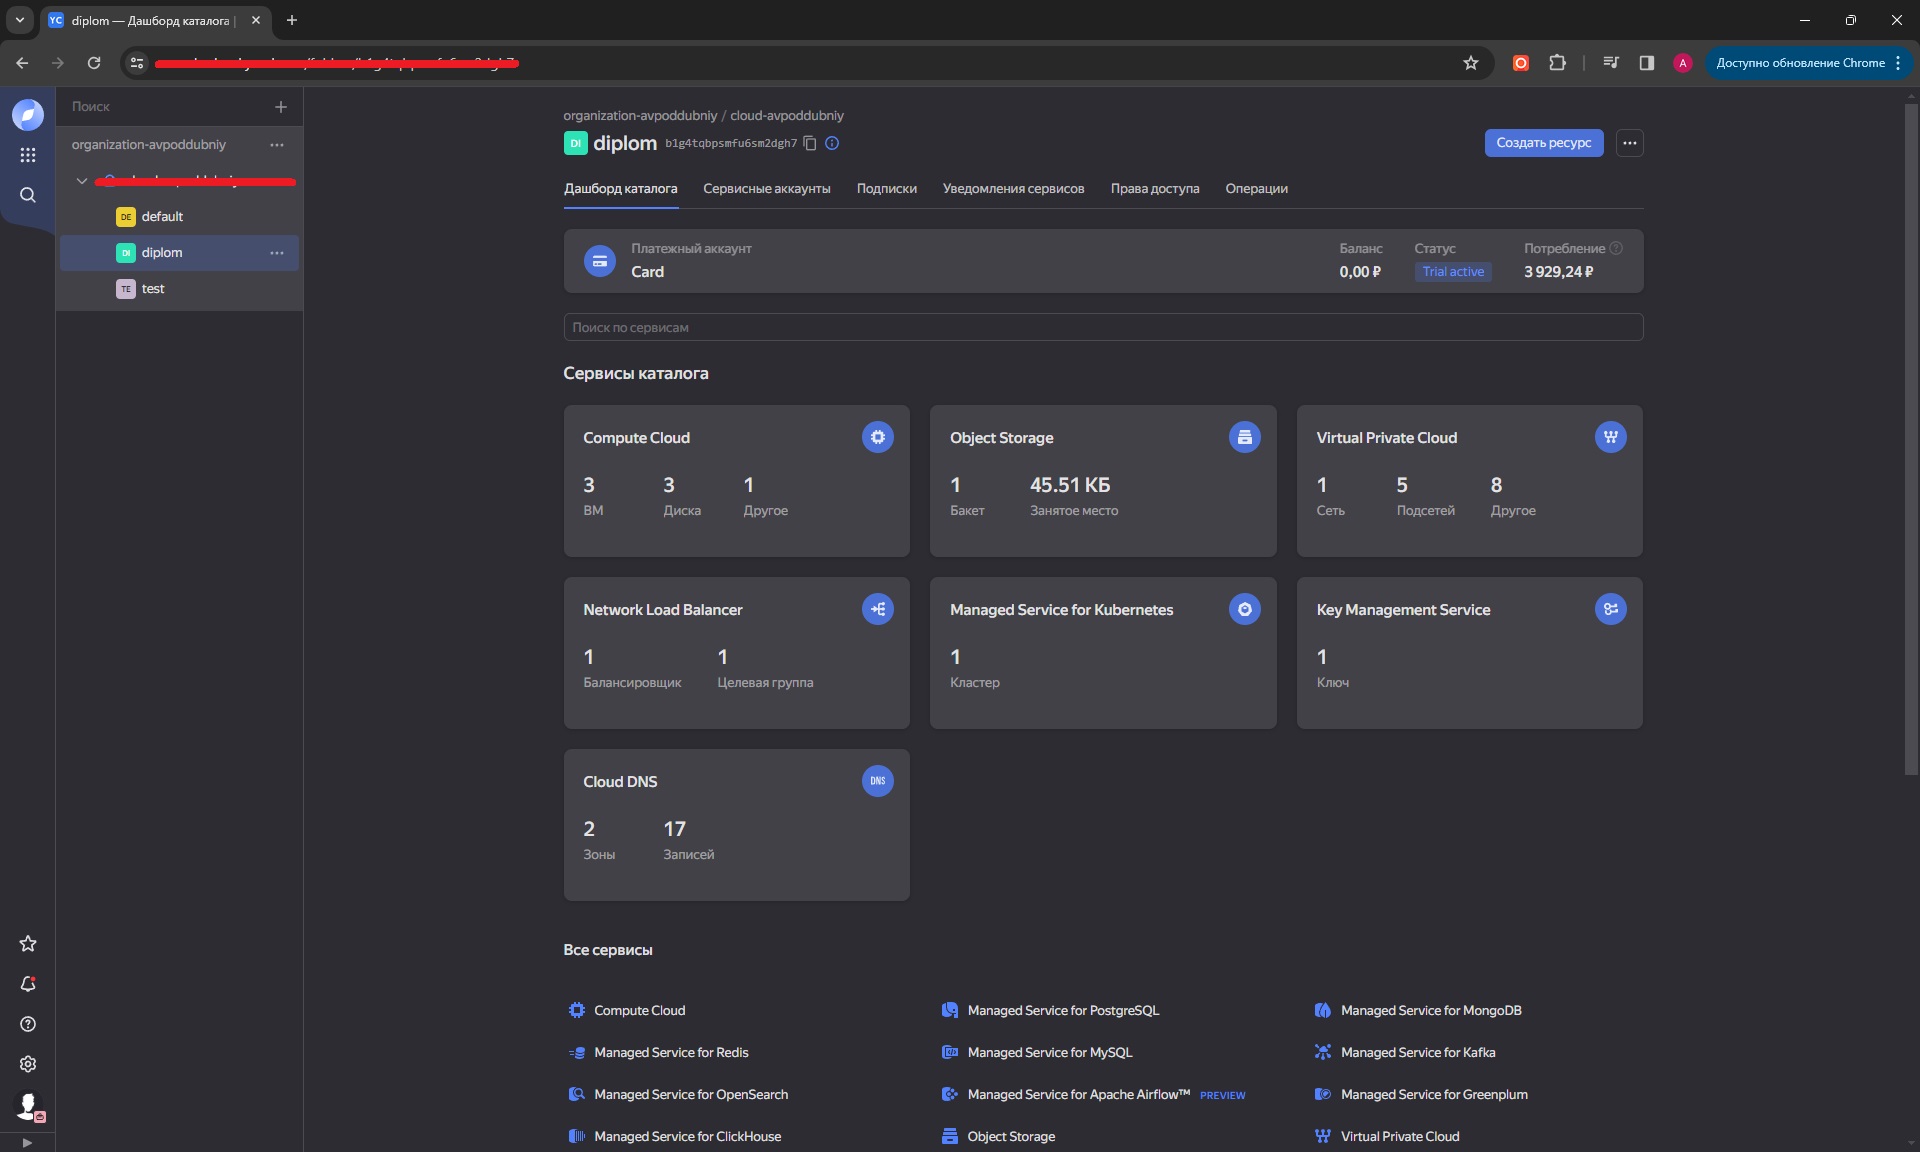 YC diplom — Дашборд каталога |
Доступно обновление Chrome
A
Поиск
organization-avpoddubniy
DE default
DI diplom
TE test
organization-avpoddubniy / cloud-avpoddubniy
DI diplom b1g4tqbpsmfu6sm2dgh7
Создать ресурс
Дашборд каталога Сервисные аккаунты Подписки Уведомления сервисов Права доступа Операции
Платежный аккаунт Баланс Статус Потребление
Card 0,00 ₽ Trial active 3 929,24 ₽
Поиск по сервисам
Сервисы каталога
Compute Cloud
3 3 1
ВМ Диска Другое
Object Storage
1 45.51 КБ
Бакет Занятое место
Virtual Private Cloud
1 5 8
Сеть Подсетей Другое
Network Load Balancer
1 1
Балансировщик Целевая группа
Managed Service for Kubernetes
1
Кластер
Key Management Service
1
Ключ
Cloud DNS DNS
2 17
Зоны Записей
Все сервисы
Compute Cloud Managed Service for PostgreSQL Managed Service for MongoDB
Managed Service for Redis Managed Service for MySQL Managed Service for Kafka
Managed Service for OpenSearch Managed Service for Apache Airflow™ PREVIEW Managed Service for Greenplum
Managed Service for ClickHouse Object Storage Virtual Private Cloud